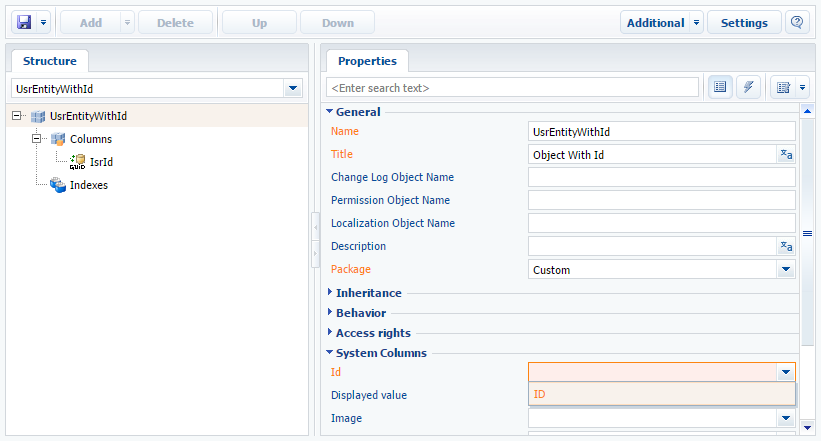 Add Delete Up Down Additional Settings
Structure
UsrEntityWithId
UsrEntityWithId
Columns
GUID IsrId
Indexes
Properties
<Enter search text>
General
Name UsrEntityWithId
Title Object With Id
Change Log Object Name
Permission Object Name
Localization Object Name
Description
Package Custom
Inheritance
Behavior
Access rights
System Columns
Id
ID
Displayed value
Image